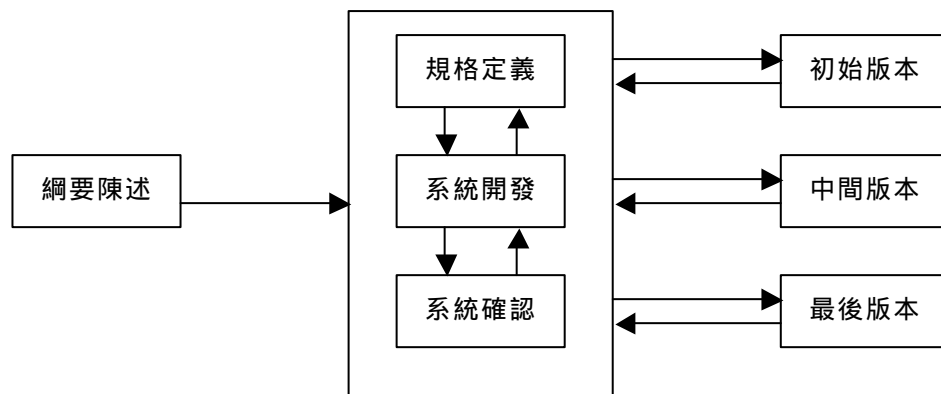 綱要陳述
規格定義
系統開發
系統確認
初始版本
中間版本
最後版本